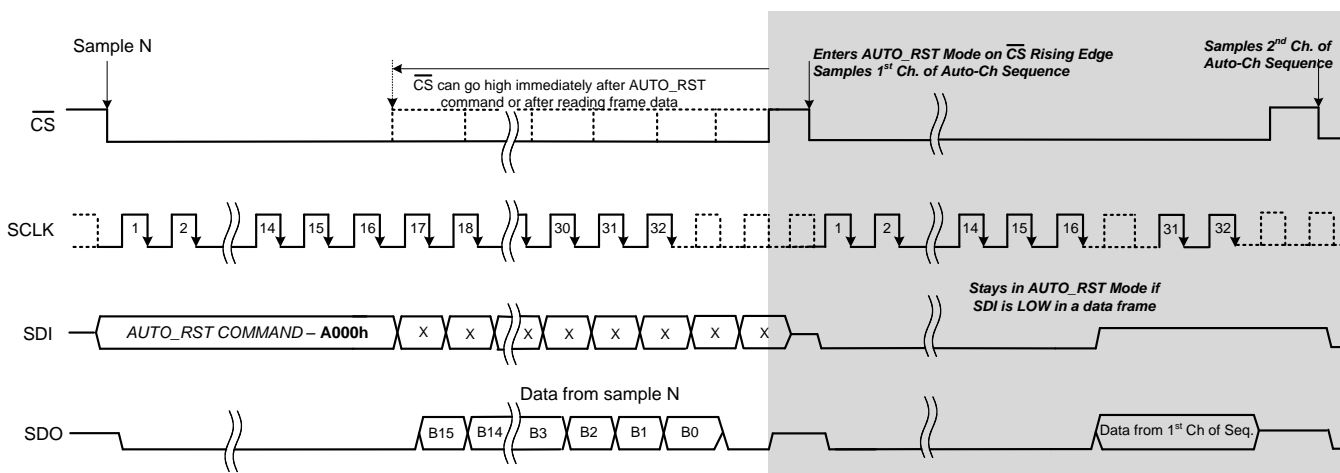 Sample N
Enters AUTO_RST Mode on CS Rising Edge
Samples 1st Ch. of Auto-Ch Sequence
Samples 2nd Ch. of
Auto-Ch Sequence
CS can go high immediately after AUTO_RST
command or after reading frame data
CS
SCLK
1 2 14 15 16 17 18 30 31 32 1 2 14 15 16 31 32
Stays in AUTO_RST Mode if
SDI is LOW in a data frame
SDI
AUTO_RST COMMAND – A000h X X X X X X X X
Data from sample N
SDO
B15 B14 B3 B2 B1 B0 Data from 1st Ch of Seq.